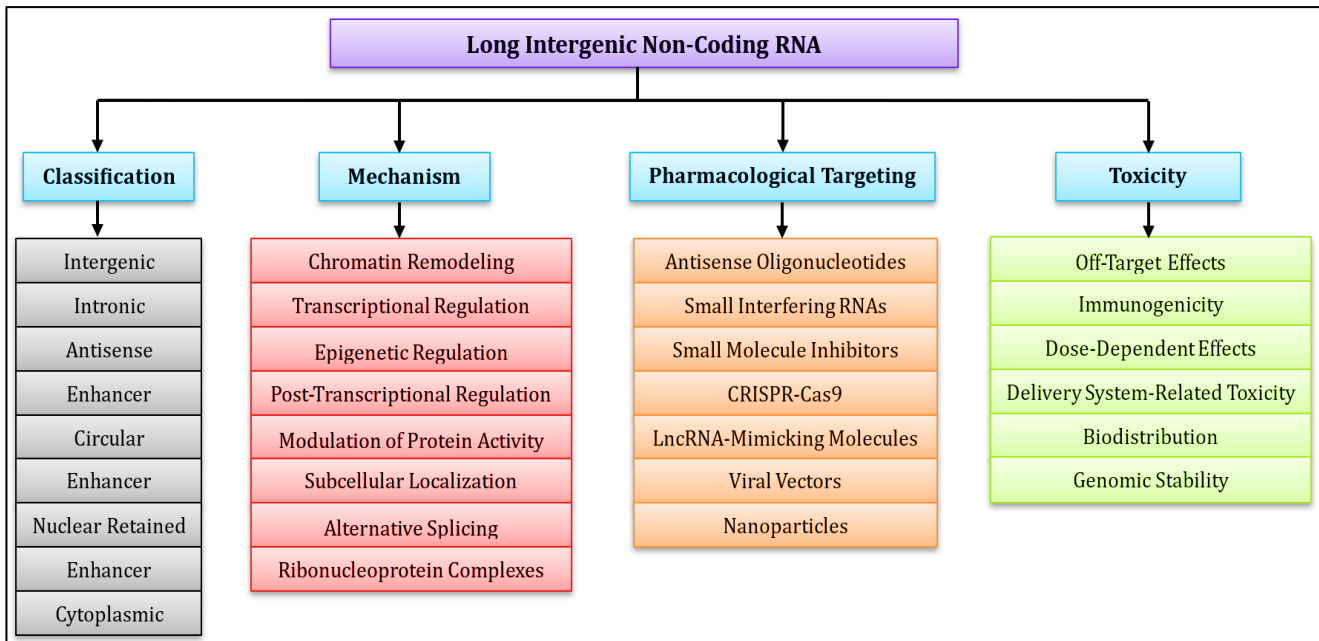 Long Intergenic Non-Coding RNA
Classification
Intergenic
Intronic
Antisense
Enhancer
Circular
Enhancer
Nuclear Retained
Enhancer
Cytoplasmic
Mechanism
Chromatin Remodeling
Transcriptional Regulation
Epigenetic Regulation
Post-Transcriptional Regulation
Modulation of Protein Activity
Subcellular Localization
Alternative Splicing
Ribonucleoprotein Complexes
Pharmacological Targeting
Antisense Oligonucleotides
Small Interfering RNAs
Small Molecule Inhibitors
CRISPR-Cas9
LncRNA-Mimicking Molecules
Viral Vectors
Nanoparticles
Toxicity
Off-Target Effects
Immunogenicity
Dose-Dependent Effects
Delivery System-Related Toxicity
Biodistribution
Genomic Stability